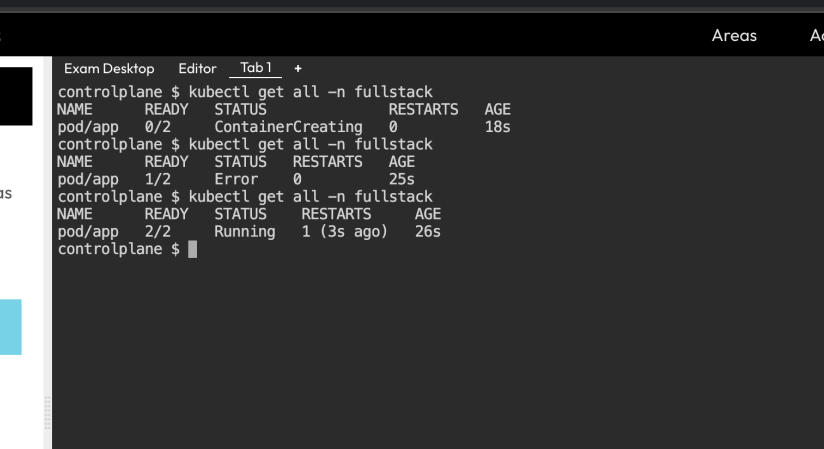 Areas
Exam Desktop Editor Tab 1 +
controlplane $ kubectl get all -n fullstack
NAME READY STATUS RESTARTS AGE
pod/app 0/2 ContainerCreating 0 18s
controlplane $ kubectl get all -n fullstack
NAME READY STATUS RESTARTS AGE
pod/app 1/2 Error 0 25s
controlplane $ kubectl get all -n fullstack
NAME READY STATUS RESTARTS AGE
pod/app 2/2 Running 1 (3s ago) 26s
controlplane $
as